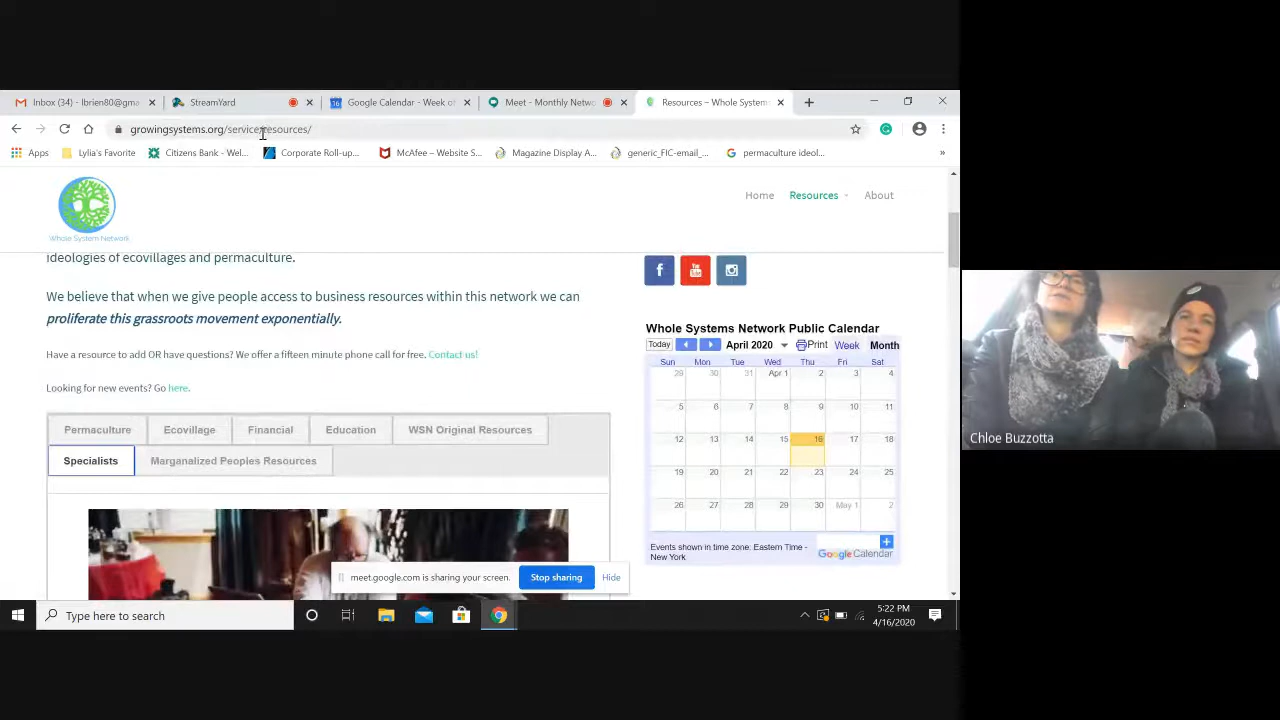 Inbox (34) - lbrien80@gma
StreamYard
Google Calendar - Week of
Meet - Monthly Netwo
Resources – Whole Systems
growingsystems.org/service/resources/
Apps
Lylia's Favorite
Citizens Bank - Wel...
Corporate Roll-up...
McAfee – Website S...
Magazine Display A...
generic_FIC-email_...
permaculture ideol...
»
Whole System Network
Home
Resources
About
ideologies of ecovillages and permaculture.
We believe that when we give people access to business resources within this network we can
proliferate this grassroots movement exponentially.
Have a resource to add OR have questions? We offer a fifteen minute phone call for free. Contact us!
Looking for new events? Go here.
Permaculture
Ecovillage
Financial
Education
WSN Original Resources
Specialists
Marganalized Peoples Resources
Whole Systems Network Public Calendar
Today
April 2020
Print
Week
Month
Sun Mon Tue Wed Thu Fri Sat
29 30 31 Apr 1 2 3 4
5 6 7 8 9 10 11
12 13 14 15 16 17 18
19 20 21 22 23 24 25
26 27 28 29 30 May 1 2
Events shown in time zone: Eastern Time -
New York
Google Calendar
meet.google.com is sharing your screen.
Stop sharing
Hide
Type here to search
5:22 PM
4/16/2020
Chloe Buzzotta